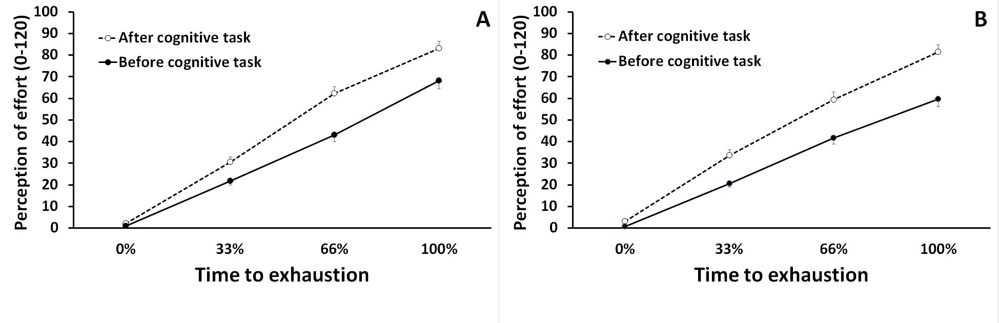 A
After cognitive task
Before cognitive task
Perception of effort (0-120)
100
90
80
70
60
50
40
30
20
10
0
0% 33% 66% 100%
Time to exhaustion
B
After cognitive task
Before cognitive task
Perception of effort (0-120)
100
90
80
70
60
50
40
30
20
10
0
0% 33% 66% 100%
Time to exhaustion